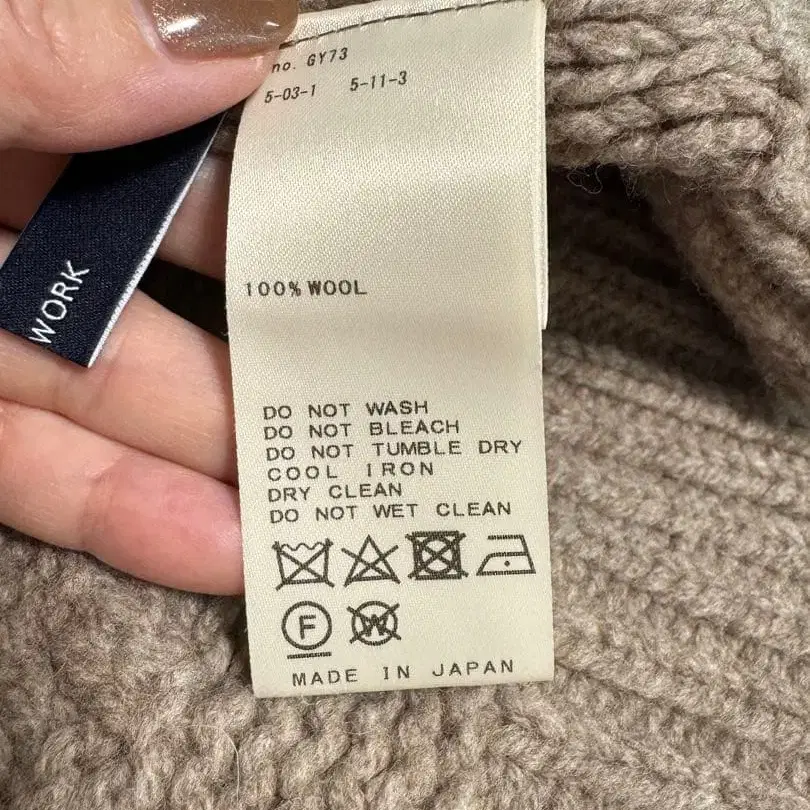 no. GY73
5-03-1 5-11-3
WORK
100% WOOL
DO NOT WASH
DO NOT BLEACH
DO NOT TUMBLE DRY
COOL IRON
DRY CLEAN
DO NOT WET CLEAN
F
W
MADE IN JAPAN